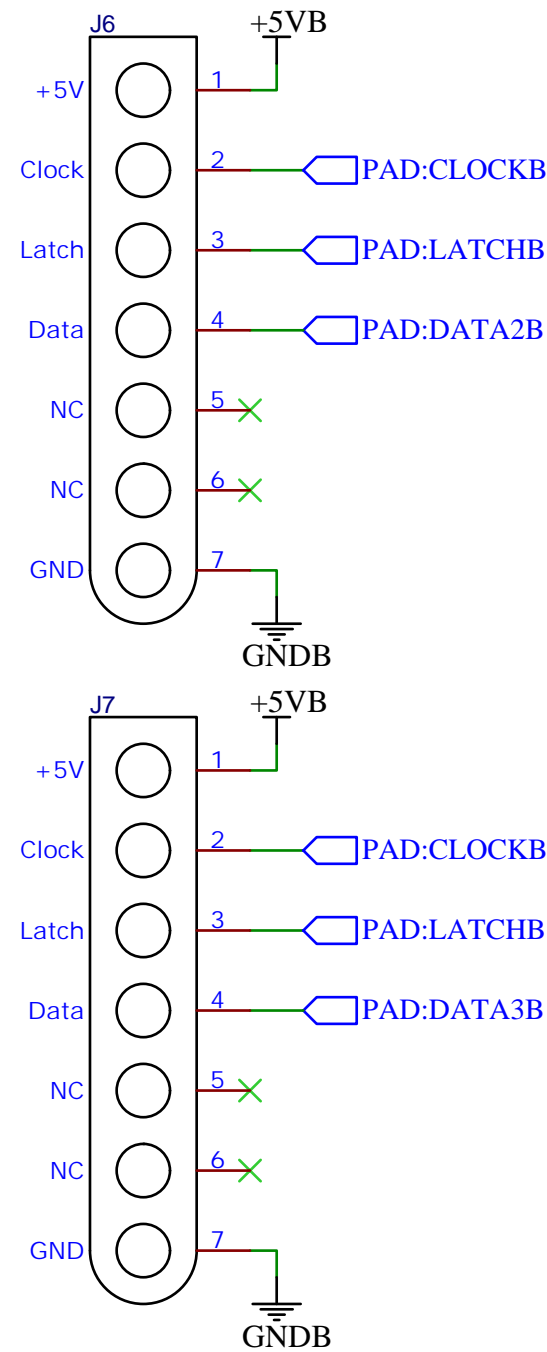 J6 +5VB
+5V 1
Clock 2 PAD:CLOCKB
Latch 3 PAD:LATCHB
Data 4 PAD:DATA2B
NC 5
NC 6
GND 7
GNDB
J7 +5VB
+5V 1
Clock 2 PAD:CLOCKB
Latch 3 PAD:LATCHB
Data 4 PAD:DATA3B
NC 5
NC 6
GND 7
GNDB